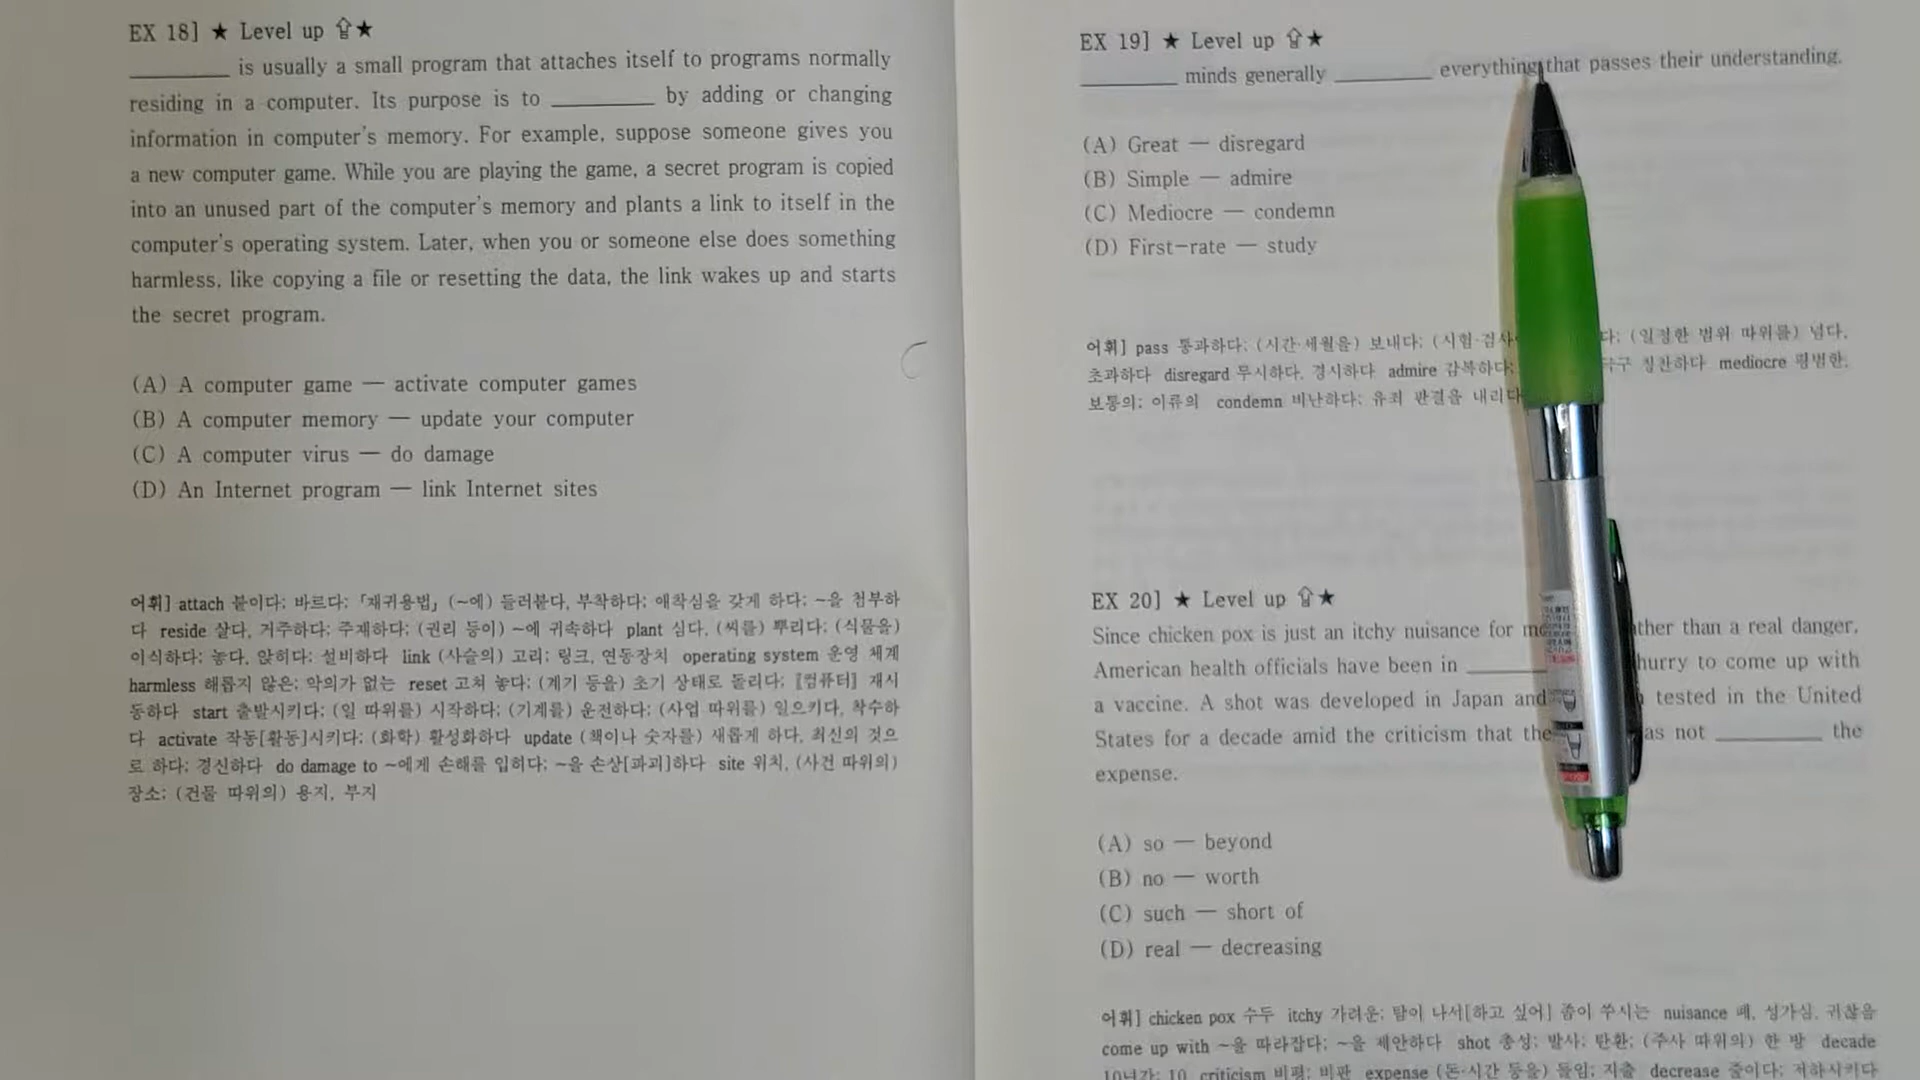 EX 18] ★ Level up ⇧★
________ is usually a small program that attaches itself to programs normally
residing in a computer. Its purpose is to ________ by adding or changing
information in computer's memory. For example, suppose someone gives you
a new computer game. While you are playing the game, a secret program is copied
into an unused part of the computer's memory and plants a link to itself in the
computer's operating system. Later, when you or someone else does something
harmless, like copying a file or resetting the data, the link wakes up and starts
the secret program.
(A) A computer game — activate computer games
(B) A computer memory — update your computer
(C) A computer virus — do damage
(D) An Internet program — link Internet sites
어휘] attach 붙이다; 바르다; 「재귀용법」 (~에) 들러붙다, 부착하다; 애착심을 갖게 하다; ~을 첨부하
다 reside 살다, 거주하다; 주재하다; (권리 등이) ~에 귀속하다 plant 심다, (씨를) 뿌리다; (식물을)
이식하다; 놓다, 앉히다; 설비하다 link (사슬의) 고리; 링크, 연동장치 operating system 운영 체계
harmless 해롭지 않은; 악의가 없는 reset 고쳐 놓다; (계기 등을) 초기 상태로 돌리다; 〖컴퓨터〗 재시
동하다 start 출발시키다; (일 따위를) 시작하다; (기계를) 운전하다; (사업 따위를) 일으키다, 착수하
다 activate 작동[활동]시키다; (화학) 활성화하다 update (책이나 숫자를) 새롭게 하다, 최신의 것으
로 하다; 경신하다 do damage to ~에게 손해를 입히다; ~을 손상[파괴]하다 site 위치, (사건 따위의)
장소; (건물 따위의) 용지, 부지
EX 19] ★ Level up ⇧★
________ minds generally ________ everything that passes their understanding.
(A) Great — disregard
(B) Simple — admire
(C) Mediocre — condemn
(D) First-rate — study
어휘] pass 통과하다; (시간·세월을) 보내다; (시험·검사 다; (일정한 범위 따위를) 넘다,
초과하다 disregard 무시하다, 경시하다 admire 감복하다; 칭찬하다 mediocre 평범한,
보통의; 이류의 condemn 비난하다; 유죄 판결을 내리다
EX 20] ★ Level up ⇧★
Since chicken pox is just an itchy nuisance for rather than a real danger,
American health officials have been in ________ hurry to come up with
a vaccine. A shot was developed in Japan and tested in the United
States for a decade amid the criticism that the was not ________ the
expense.
(A) so — beyond
(B) no — worth
(C) such — short of
(D) real — decreasing
어휘] chicken pox 수두 itchy 가려운; 탐이 나서[하고 싶어] 좀이 쑤시는 nuisance 폐, 성가심, 귀찮음
come up with ~을 따라잡다; ~을 제안하다 shot 총성; 발사; 탄환; (주사 따위의) 한 방 decade
10년간; 10 criticism 비평; 비판 expense (돈·시간 등을) 들임; 지출 decrease 줄이다; 저하시키다